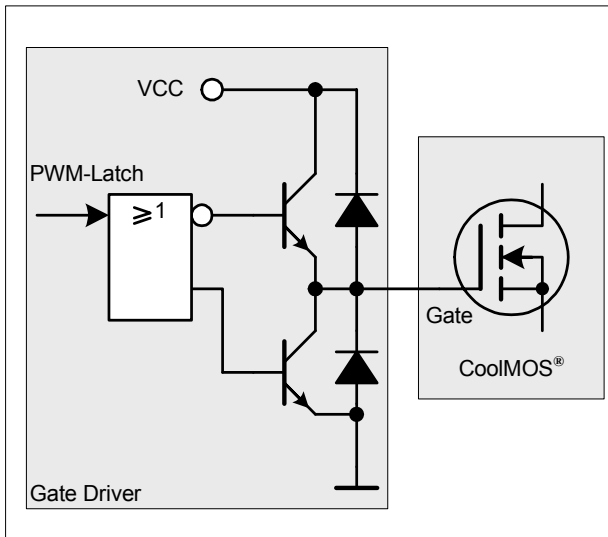 VCC
PWM-Latch
≥1
Gate
CoolMOS®
Gate Driver